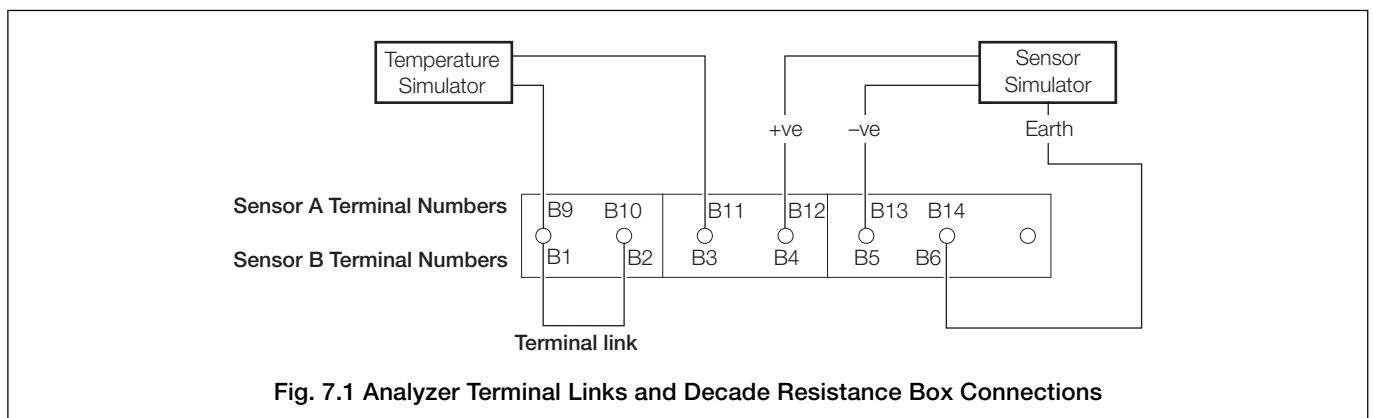 Temperature
Simulator
Sensor
Simulator
+ve
–ve
Earth
Sensor A Terminal Numbers
B9
B10
B11
B12
B13
B14
Sensor B Terminal Numbers
B1
B2
B3
B4
B5
B6
Terminal link
Fig. 7.1 Analyzer Terminal Links and Decade Resistance Box Connections